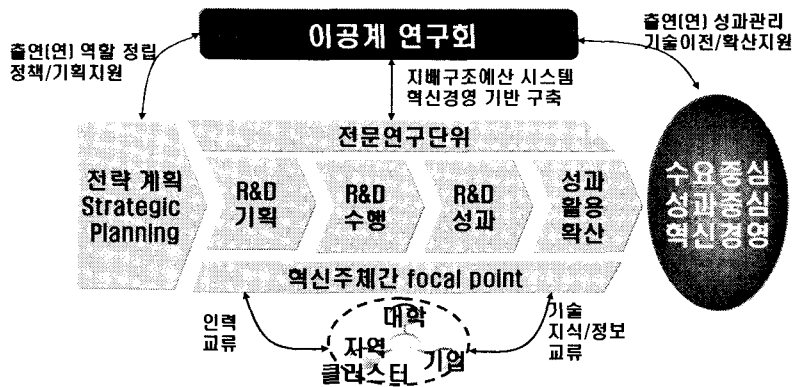 이공계 연구회
출연(연) 역할 정립
정책/기획지원
출연(연) 성과관리
기술이전/확산지원
지배구조예산 시스템
혁신경영 기반 구축
전문연구단위
전략 계획
Strategic
Planning
R&D
기획
R&D
수행
R&D
성과
성과
활용
확산
수요중심
성과중심
혁신경영
혁신주체간 focal point
인력
교류
대학
지역
클러스터
기업
기술
지식/정보
교류